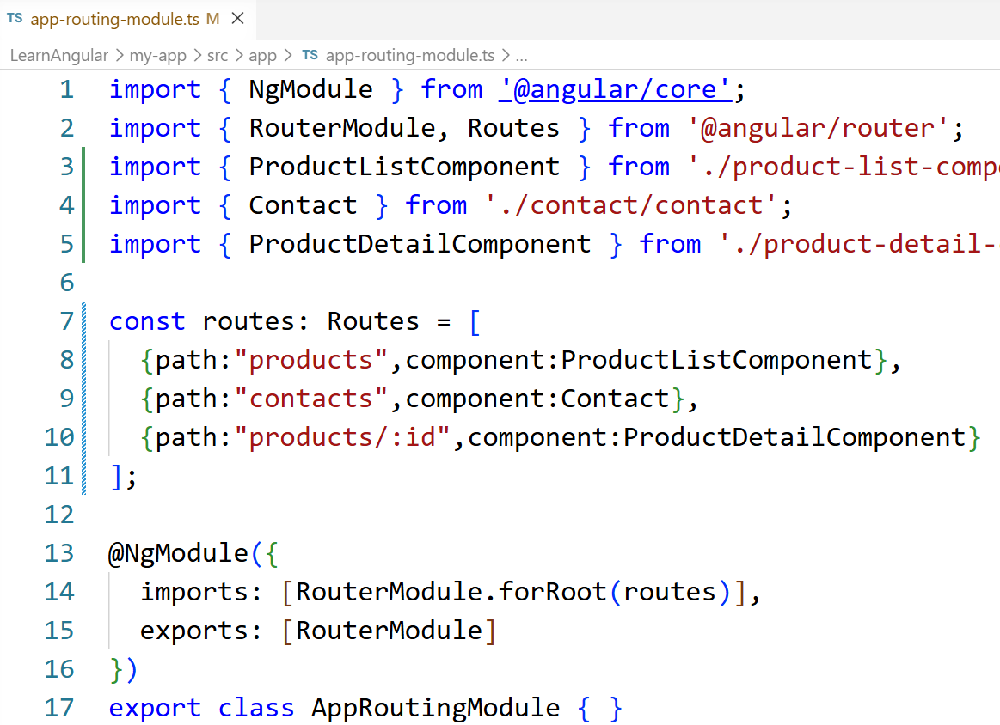 TS app-routing-module.ts M ×
LearnAngular > my-app > src > app > TS app-routing-module.ts > ...
1 import { NgModule } from '@angular/core';
2 import { RouterModule, Routes } from '@angular/router';
3 import { ProductListComponent } from './product-list-comp
4 import { Contact } from './contact/contact';
5 import { ProductDetailComponent } from './product-detail-
6
7 const routes: Routes = [
8   {path:"products",component:ProductListComponent},
9   {path:"contacts",component:Contact},
10   {path:"products/:id",component:ProductDetailComponent}
11 ];
12
13 @NgModule({
14   imports: [RouterModule.forRoot(routes)],
15   exports: [RouterModule]
16 })
17 export class AppRoutingModule { }